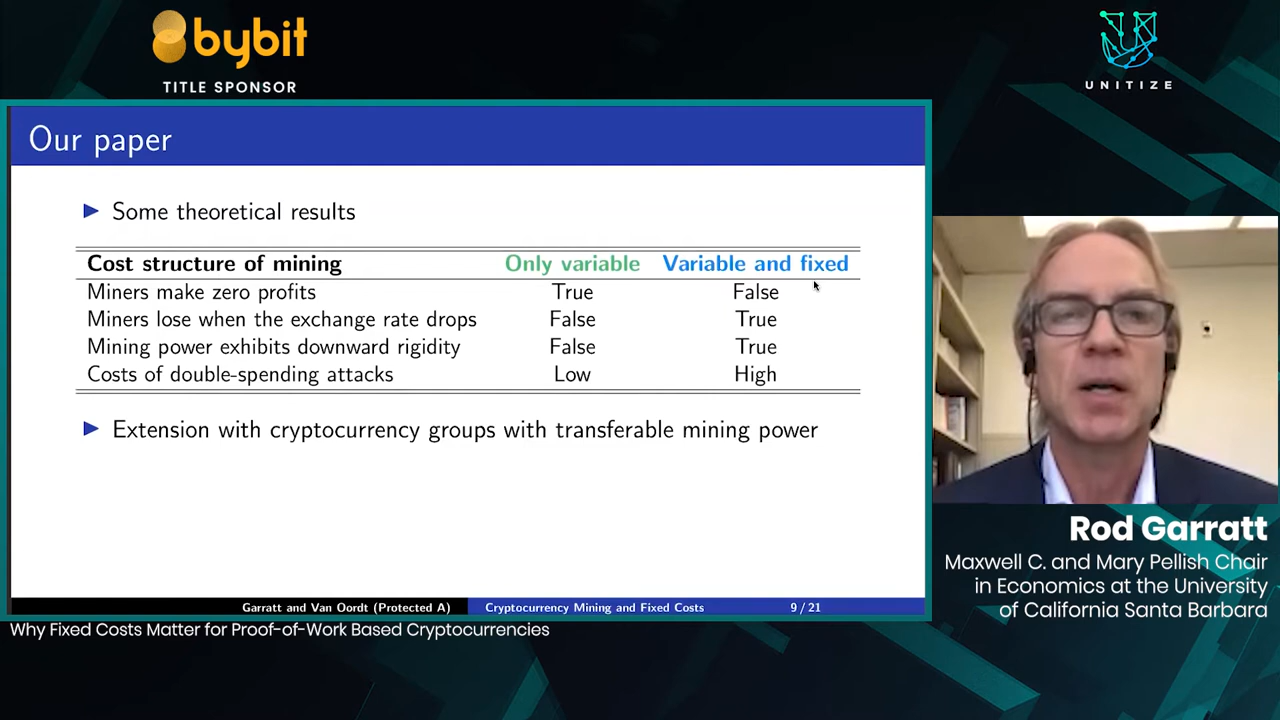 bybit
TITLE SPONSOR
UNITIZE
Our paper
Some theoretical results
Cost structure of mining Only variable Variable and fixed
Miners make zero profits True False
Miners lose when the exchange rate drops False True
Mining power exhibits downward rigidity False True
Costs of double-spending attacks Low High
Extension with cryptocurrency groups with transferable mining power
Garratt and Van Oordt (Protected A) Cryptocurrency Mining and Fixed Costs 9 / 21
Why Fixed Costs Matter for Proof-of-Work Based Cryptocurrencies
Rod Garratt
Maxwell C. and Mary Pellish Chair
in Economics at the University
of California Santa Barbara